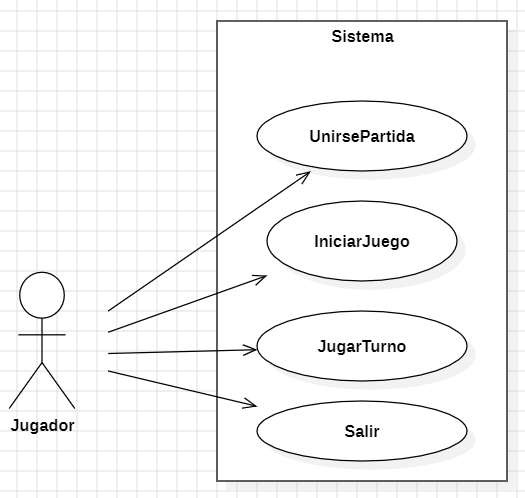 Sistema
UnirsePartida
IniciarJuego
JugarTurno
Salir
Jugador